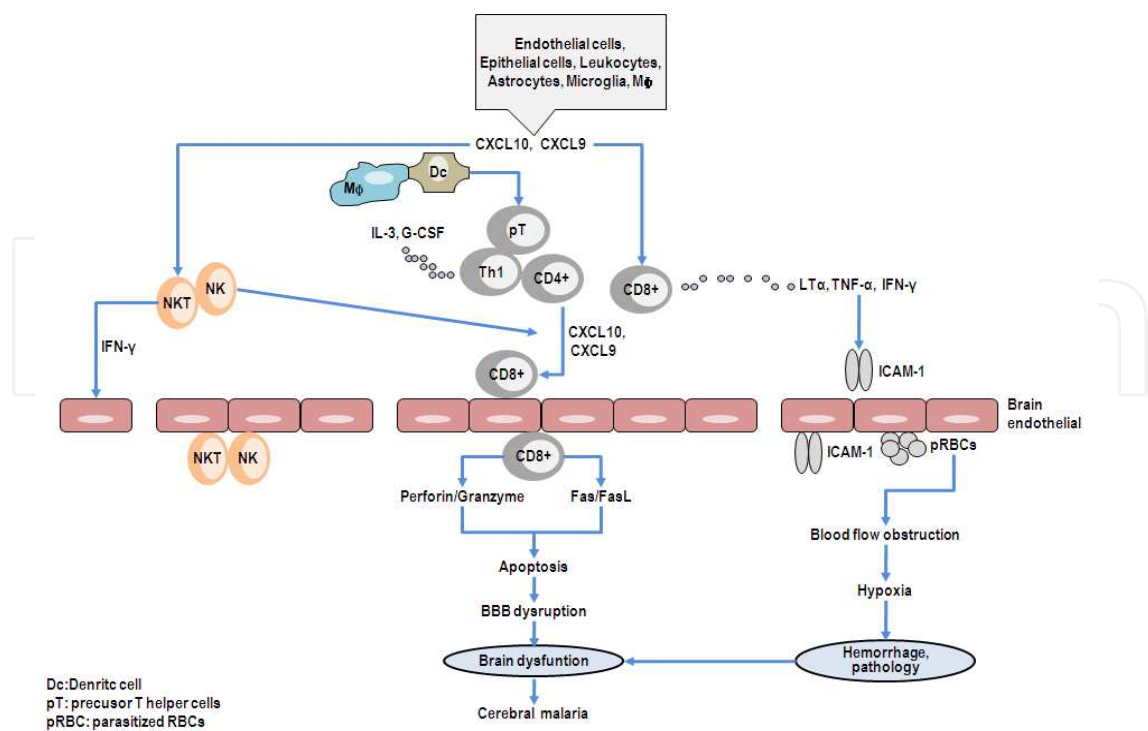 Endothelial cells,
Epithelial cells, Leukocytes,
Astrocytes, Microglia, MΦ
CXCL10, CXCL9
MΦ
Dc
pT
IL-3, G-CSF
Th1
CD4+
CD8+
LTα, TNF-α, IFN-γ
NKT
NK
IFN-γ
CXCL10,
CXCL9
CD8+
ICAM-1
Brain
endothelial
NKT
NK
CD8+
ICAM-1
pRBCs
Perforin/Granzyme
Fas/FasL
Blood flow obstruction
Apoptosis
Hypoxia
BBB dysruption
Brain dysfuntion
Hemorrhage,
pathology
Cerebral malaria
Dc:Denritc cell
pT: precusor T helper cells
pRBC: parasitized RBCs